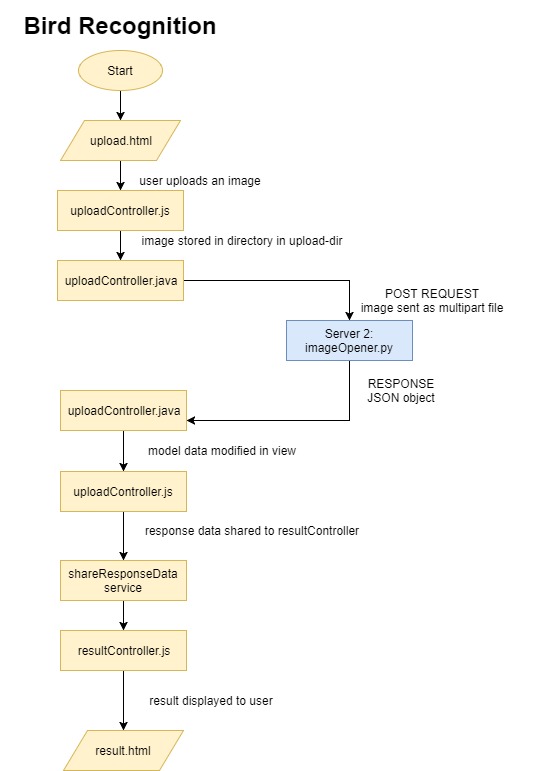 Bird Recognition
Start
upload.html
user uploads an image
uploadController.js
image stored in directory in upload-dir
uploadController.java
POST REQUEST
image sent as multipart file
Server 2:
imageOpener.py
RESPONSE
JSON object
uploadController.java
model data modified in view
uploadController.js
response data shared to resultController
shareResponseData
service
resultController.js
result displayed to user
result.html